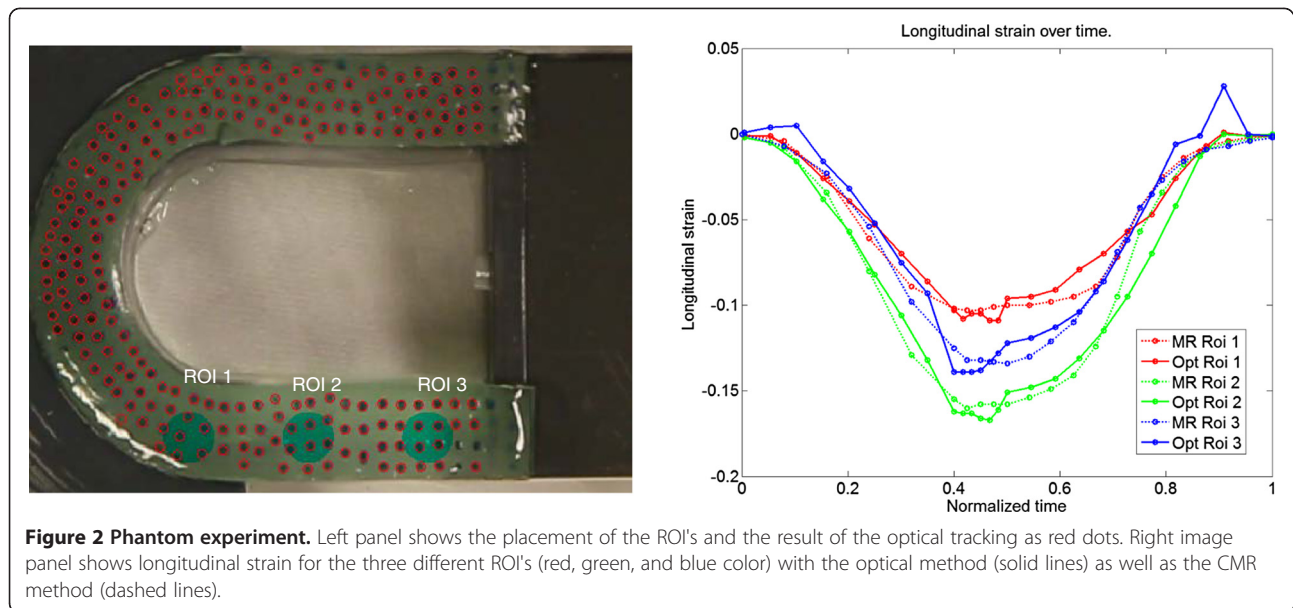 ROI 1 ROI 2 ROI 3
Longitudinal strain over time.
0.05
0
-0.05
-0.1
-0.15
-0.2
Longitudinal strain
0 0.2 0.4 0.6 0.8 1
Normalized time
MR Roi 1
Opt Roi 1
MR Roi 2
Opt Roi 2
MR Roi 3
Opt Roi 3
Figure 2 Phantom experiment. Left panel shows the placement of the ROI's and the result of the optical tracking as red dots. Right image
panel shows longitudinal strain for the three different ROI's (red, green, and blue color) with the optical method (solid lines) as well as the CMR
method (dashed lines).